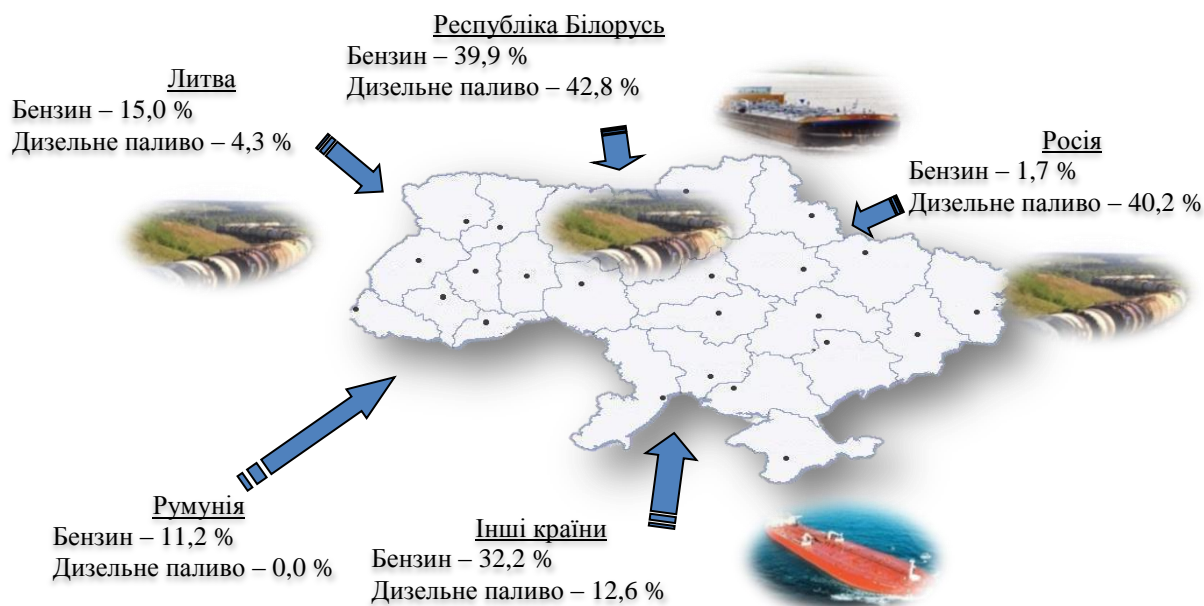 Республіка Білорусь
Бензин – 39,9 %
Дизельне паливо – 42,8 %
Литва
Бензин – 15,0 %
Дизельне паливо – 4,3 %
Росія
Бензин – 1,7 %
Дизельне паливо – 40,2 %
Румунія
Бензин – 11,2 %
Дизельне паливо – 0,0 %
Інші країни
Бензин – 32,2 %
Дизельне паливо – 12,6 %